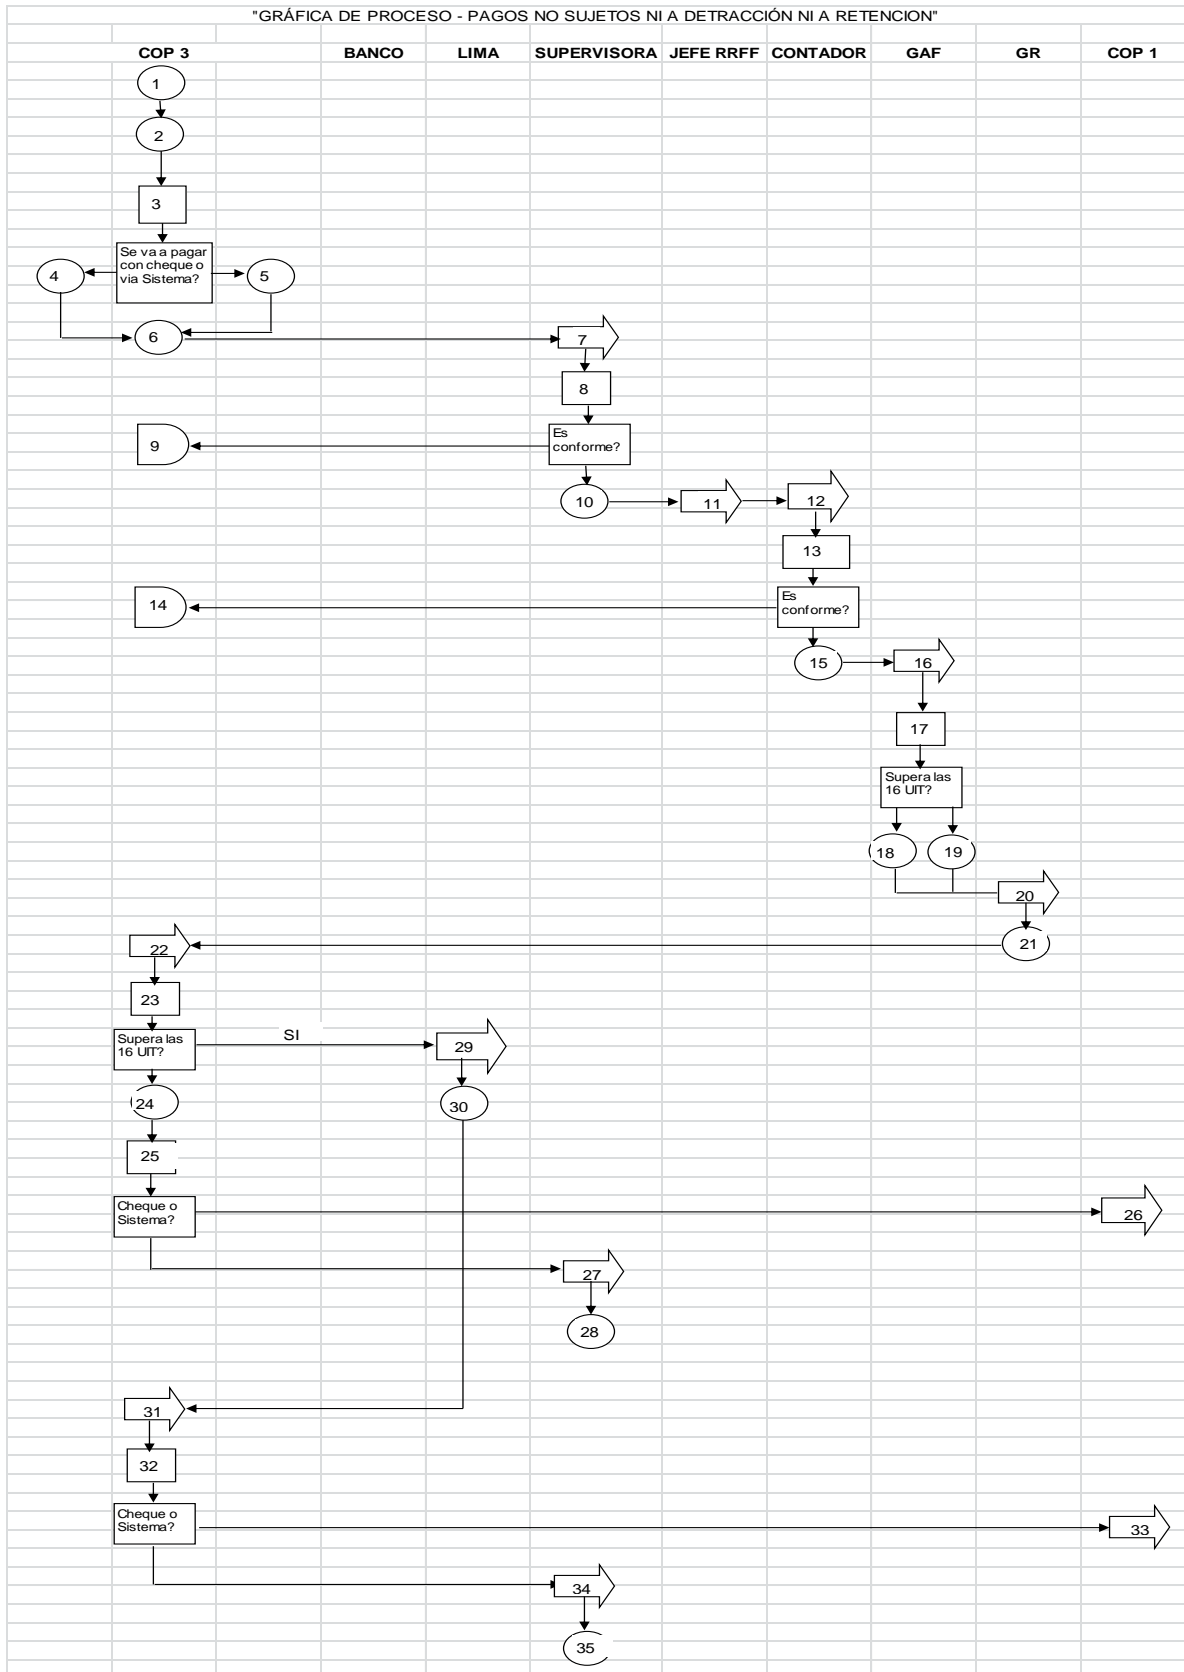 "GRÁFICA DE PROCESO - PAGOS NO SUJETOS NI A DETRACCIÓN NI A RETENCION"
COP 3 BANCO LIMA SUPERVISORA JEFE RRFF CONTADOR GAF GR COP 1
1
2
3
Se va a pagar
con cheque o
via Sistema?
4
5
6
7
8
Es
conforme?
9
10
11
12
13
Es
conforme?
14
15
16
17
Supera las
16 UIT?
18
19
20
21
22
23
Supera las
16 UIT?
SI
29
24
30
25
Cheque o
Sistema?
26
27
28
31
32
Cheque o
Sistema?
33
34
35